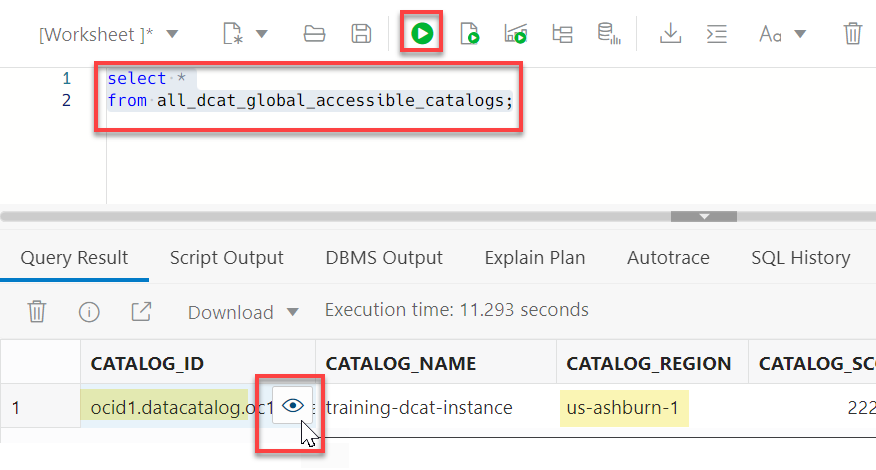 [Worksheet ]*
Aa
1 select *
2 from all_dcat_global_accessible_catalogs;
Query Result Script Output DBMS Output Explain Plan Autotrace SQL History
Download Execution time: 11.293 seconds
CATALOG_ID CATALOG_NAME CATALOG_REGION CATALOG_SC
1 ocid1.datacatalog.oc1 training-dcat-instance us-ashburn-1 222